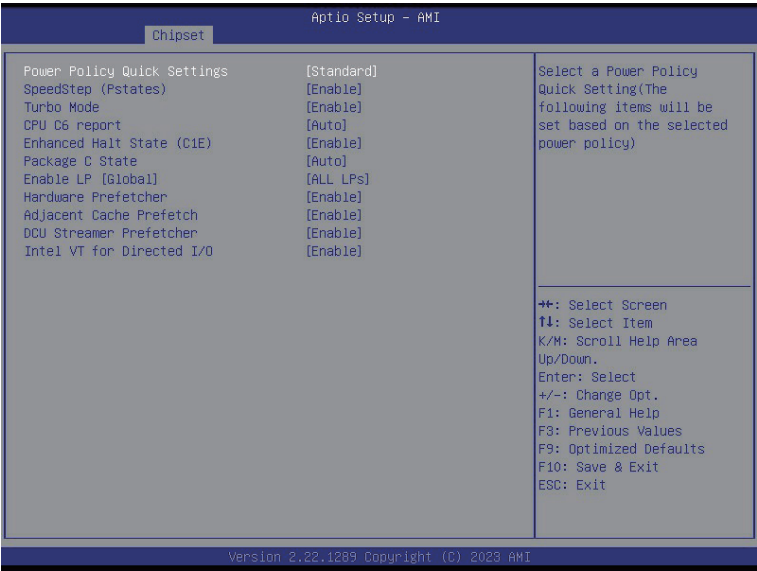 Aptio Setup – AMI
Chipset
Power Policy Quick Settings [Standard]
SpeedStep (Pstates) [Enable]
Turbo Mode [Enable]
CPU C6 report [Auto]
Enhanced Halt State (C1E) [Enable]
Package C State [Auto]
Enable LP [Global] [ALL LPs]
Hardware Prefetcher [Enable]
Adjacent Cache Prefetch [Enable]
DCU Streamer Prefetcher [Enable]
Intel VT for Directed I/O [Enable]
Select a Power Policy
Quick Setting(The
following items will be
set based on the selected
power policy)
→←: Select Screen
↑↓: Select Item
K/M: Scroll Help Area
Up/Down.
Enter: Select
+/-: Change Opt.
F1: General Help
F3: Previous Values
F9: Optimized Defaults
F10: Save & Exit
ESC: Exit
Version 2.22.1289 Copyright (C) 2023 AMI